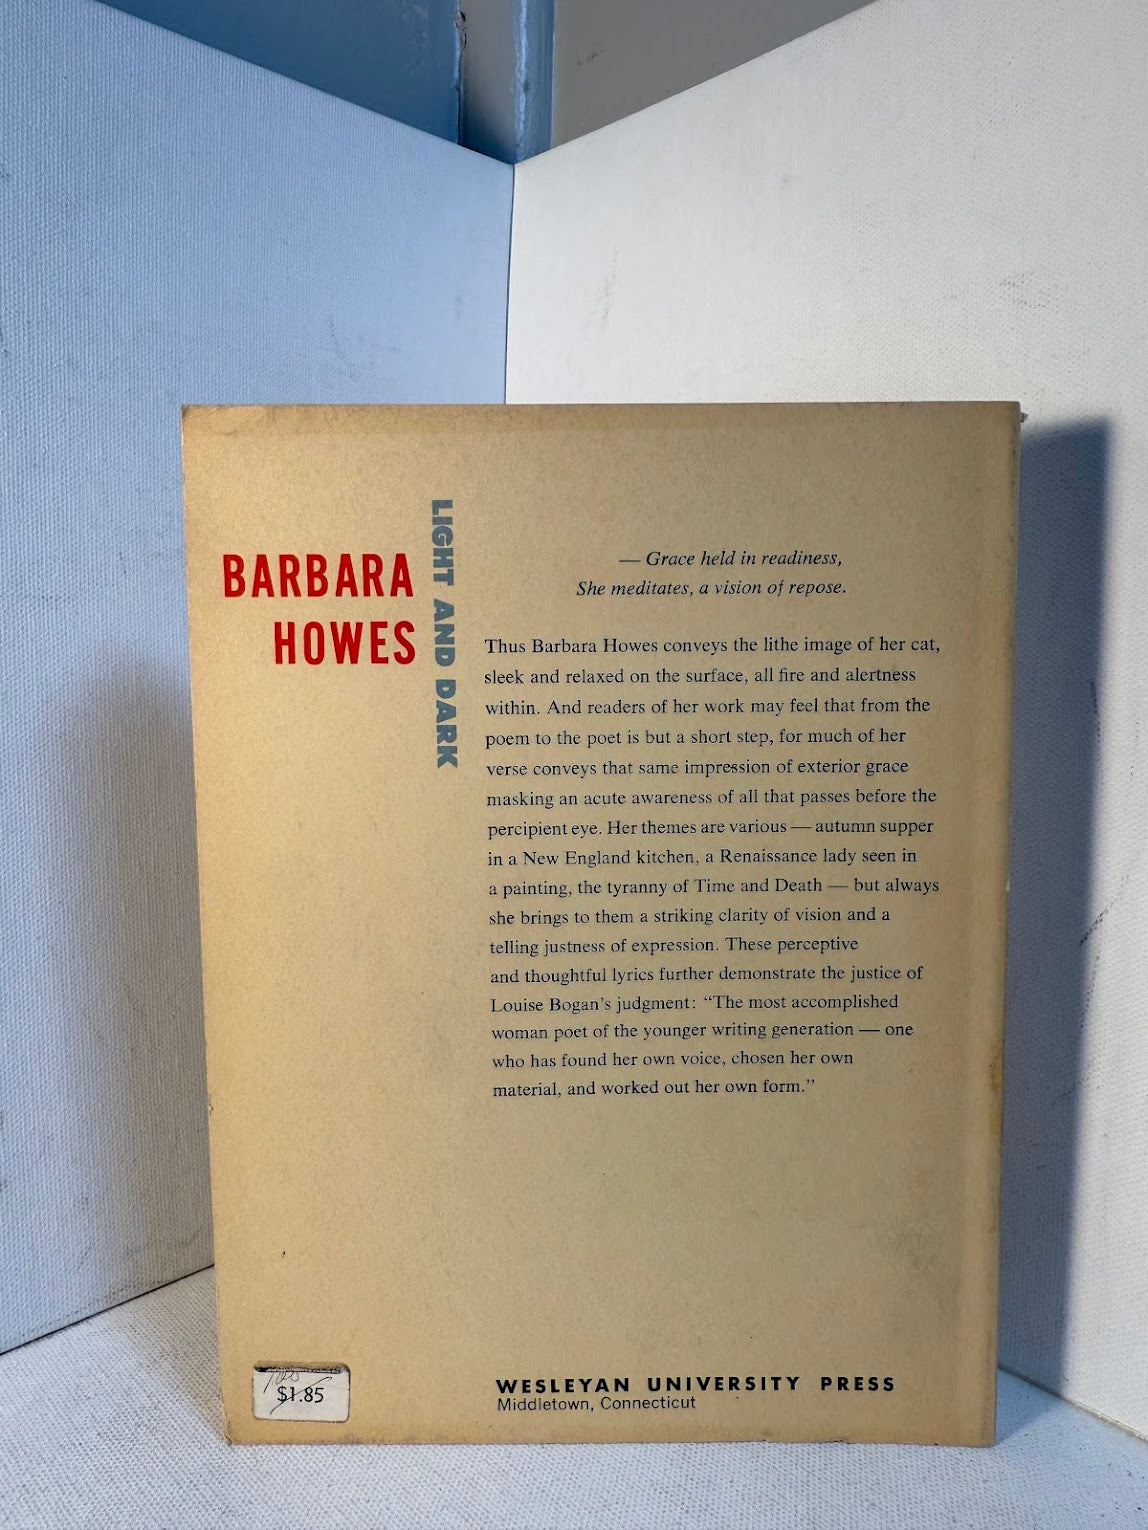 BARBARA
HOWES
LIGHT AND DARK
— Grace held in readiness,
She meditates, a vision of repose.
Thus Barbara Howes conveys the lithe image of her cat,
sleek and relaxed on the surface, all fire and alertness
within. And readers of her work may feel that from the
poem to the poet is but a short step, for much of her
verse conveys that same impression of exterior grace
masking an acute awareness of all that passes before the
percipient eye. Her themes are various — autumn supper
in a New England kitchen, a Renaissance lady seen in
a painting, the tyranny of Time and Death — but always
she brings to them a striking clarity of vision and a
telling justness of expression. These perceptive
and thoughtful lyrics further demonstrate the justice of
Louise Bogan's judgment: “The most accomplished
woman poet of the younger writing generation — one
who has found her own voice, chosen her own
material, and worked out her own form.”
$1.85
WESLEYAN UNIVERSITY PRESS
Middletown, Connecticut